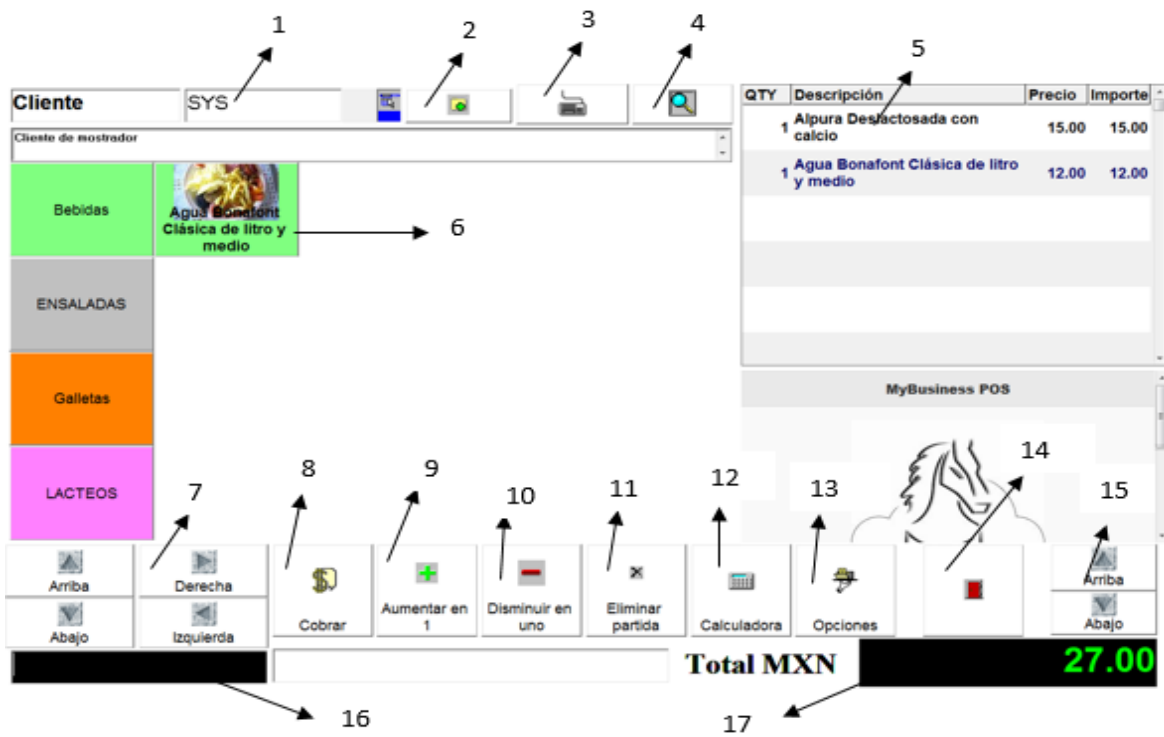 1
2
3
4
5
Cliente
SYS
QTY Descripción Precio Importe
Cliente de mostrador
1 Alpura Deslactosada con calcio 15.00 15.00
1 Agua Bonafont Clásica de litro y medio 12.00 12.00
Bebidas
Agua Bonafont
Clásica de litro y
medio
6
ENSALADAS
Galletas
MyBusiness POS
LACTEOS
7
8
9
10
11
12
13
14
15
Arriba
Derecha
Abajo
Izquierda
Cobrar
Aumentar en
1
Disminuir en
uno
Eliminar
partida
Calculadora
Opciones
Arriba
Abajo
Total MXN
27.00
16
17